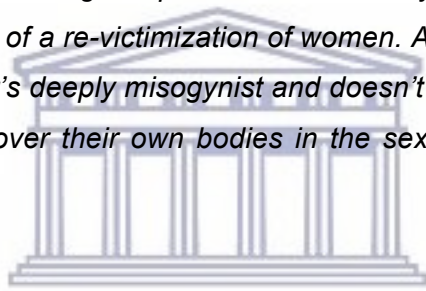 of a re-victimization of women. A
's deeply misogynist and doesn't
over their own bodies in the sex